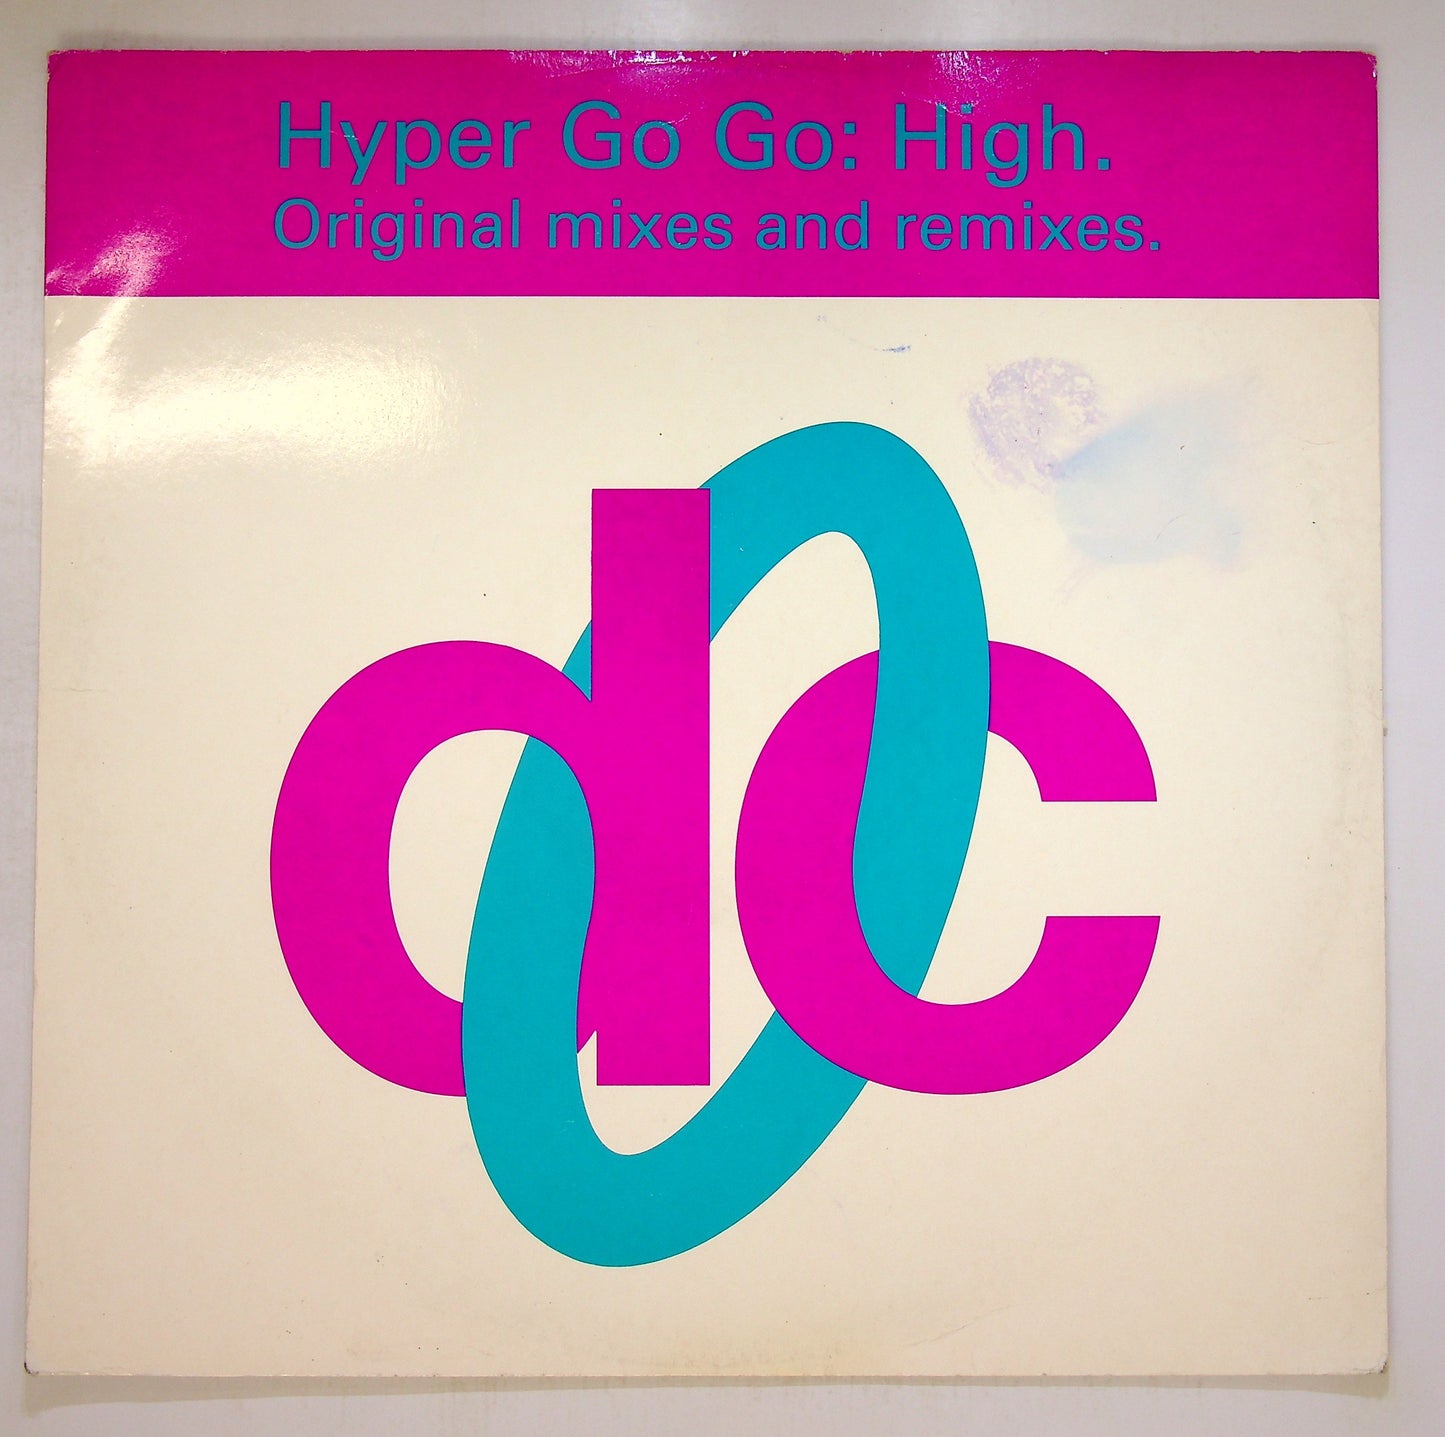 Hyper Go Go: High.
Original mixes and remixes.
dc